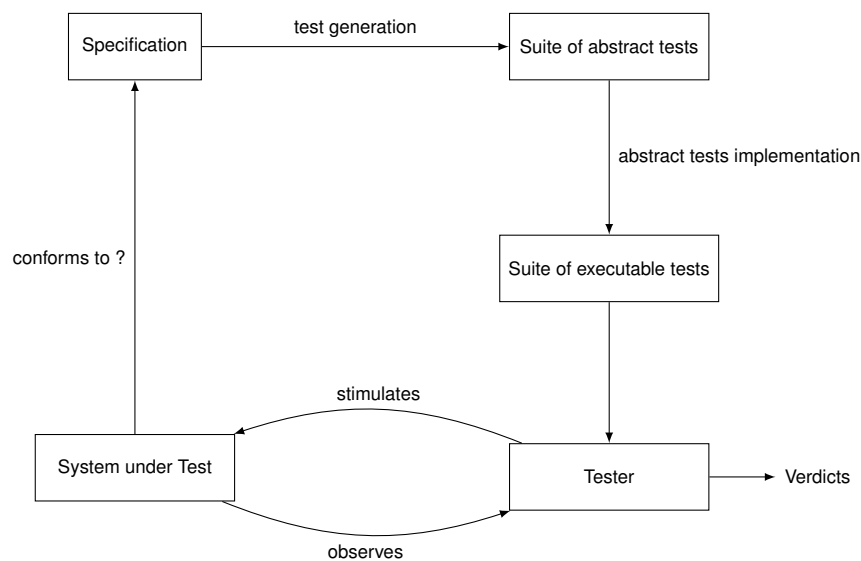 test generation
Specification
Suite of abstract tests
abstract tests implementation
conforms to ?
Suite of executable tests
stimulates
System under Test
Tester
Verdicts
observes